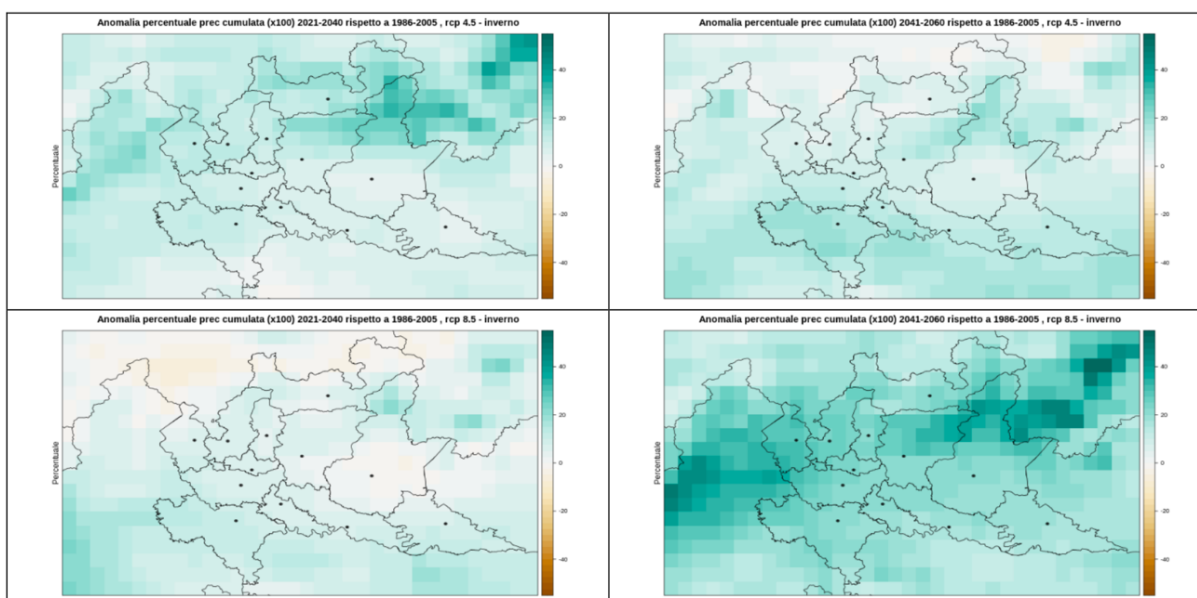 Anomalia percentuale prec cumulata (x100) 2021-2040 rispetto a 1986-2005 , rcp 4.5 - inverno
Percentuale
40
20
0
-20
-40
Anomalia percentuale prec cumulata (x100) 2041-2060 rispetto a 1986-2005 , rcp 4.5 - inverno
Percentuale
40
20
0
-20
-40
Anomalia percentuale prec cumulata (x100) 2021-2040 rispetto a 1986-2005 , rcp 8.5 - inverno
Percentuale
40
20
0
-20
-40
Anomalia percentuale prec cumulata (x100) 2041-2060 rispetto a 1986-2005 , rcp 8.5 - inverno
Percentuale
40
20
0
-20
-40